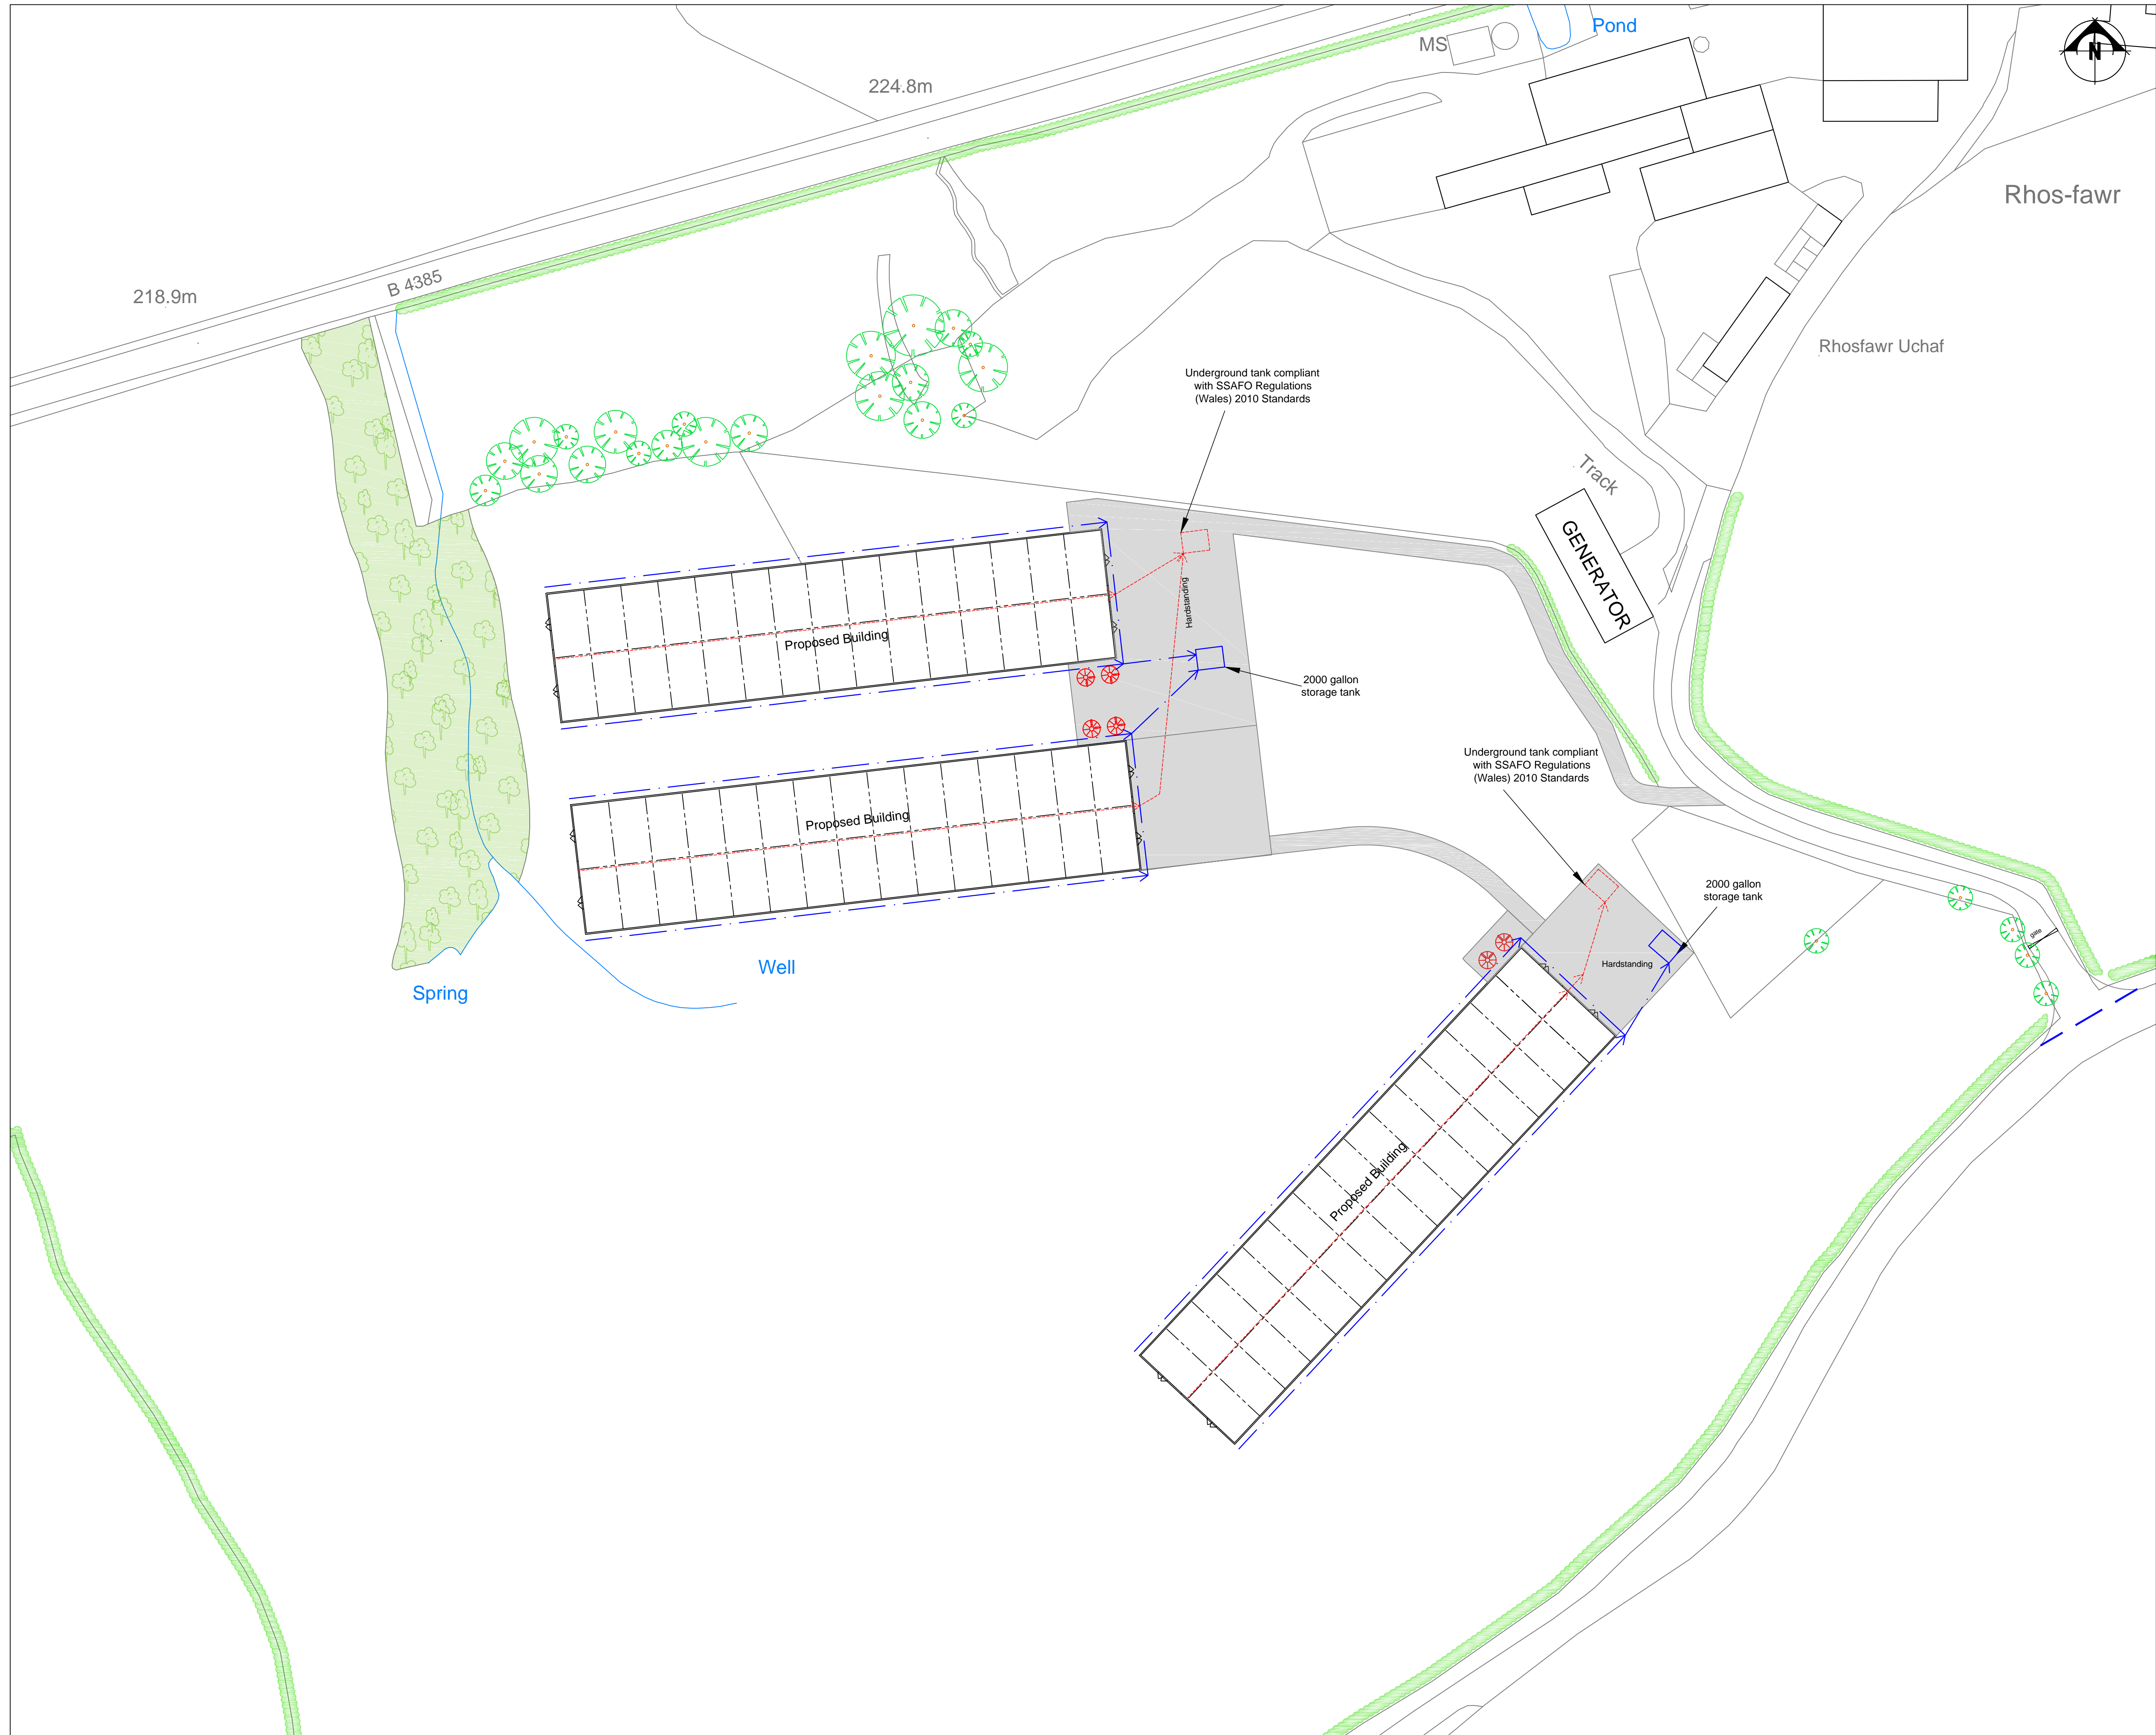 Pond
MS
N
224.8m
Rhos-fawr
B 4385
218.9m
Rhosfawr Uchaf
Underground tank compliant
with SSAFO Regulations
(Wales) 2010 Standards
Track
GENERATOR
Hardstanding
Proposed Building
2000 gallon
storage tank
Underground tank compliant
with SSAFO Regulations
(Wales) 2010 Standards
Proposed Building
2000 gallon
storage tank
gate
Hardstanding
Well
Spring
Proposed Building